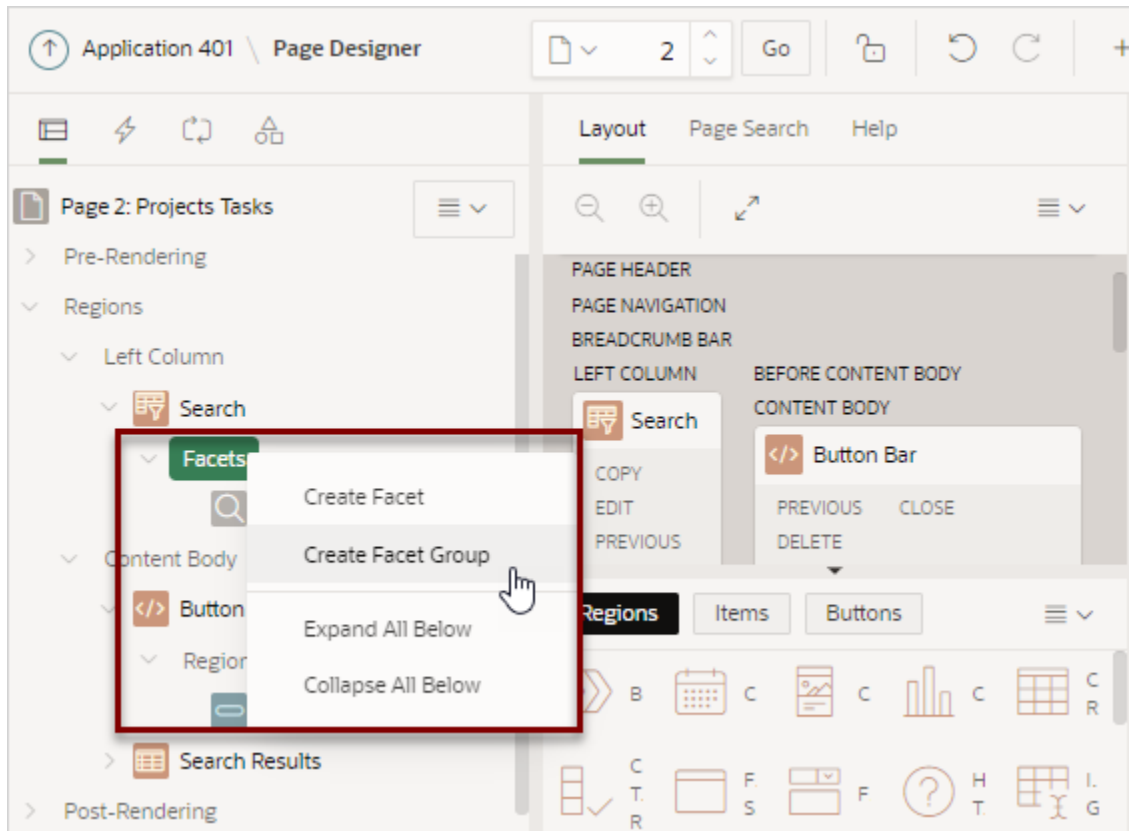 Application 401 \ Page Designer
2
Go
Layout Page Search Help
Page 2: Projects Tasks
Pre-Rendering
Regions
Left Column
Search
Facets
Create Facet
Create Facet Group
Expand All Below
Collapse All Below
Content Body
Button
Region
Search Results
Post-Rendering
PAGE HEADER
PAGE NAVIGATION
BREADCRUMB BAR
LEFT COLUMN
Search
COPY
EDIT
PREVIOUS
BEFORE CONTENT BODY
CONTENT BODY
</> Button Bar
PREVIOUS CLOSE
DELETE
Regions Items Buttons
B C C C C
R
C
T.
R
F.
S
F
H
T.
I.
G